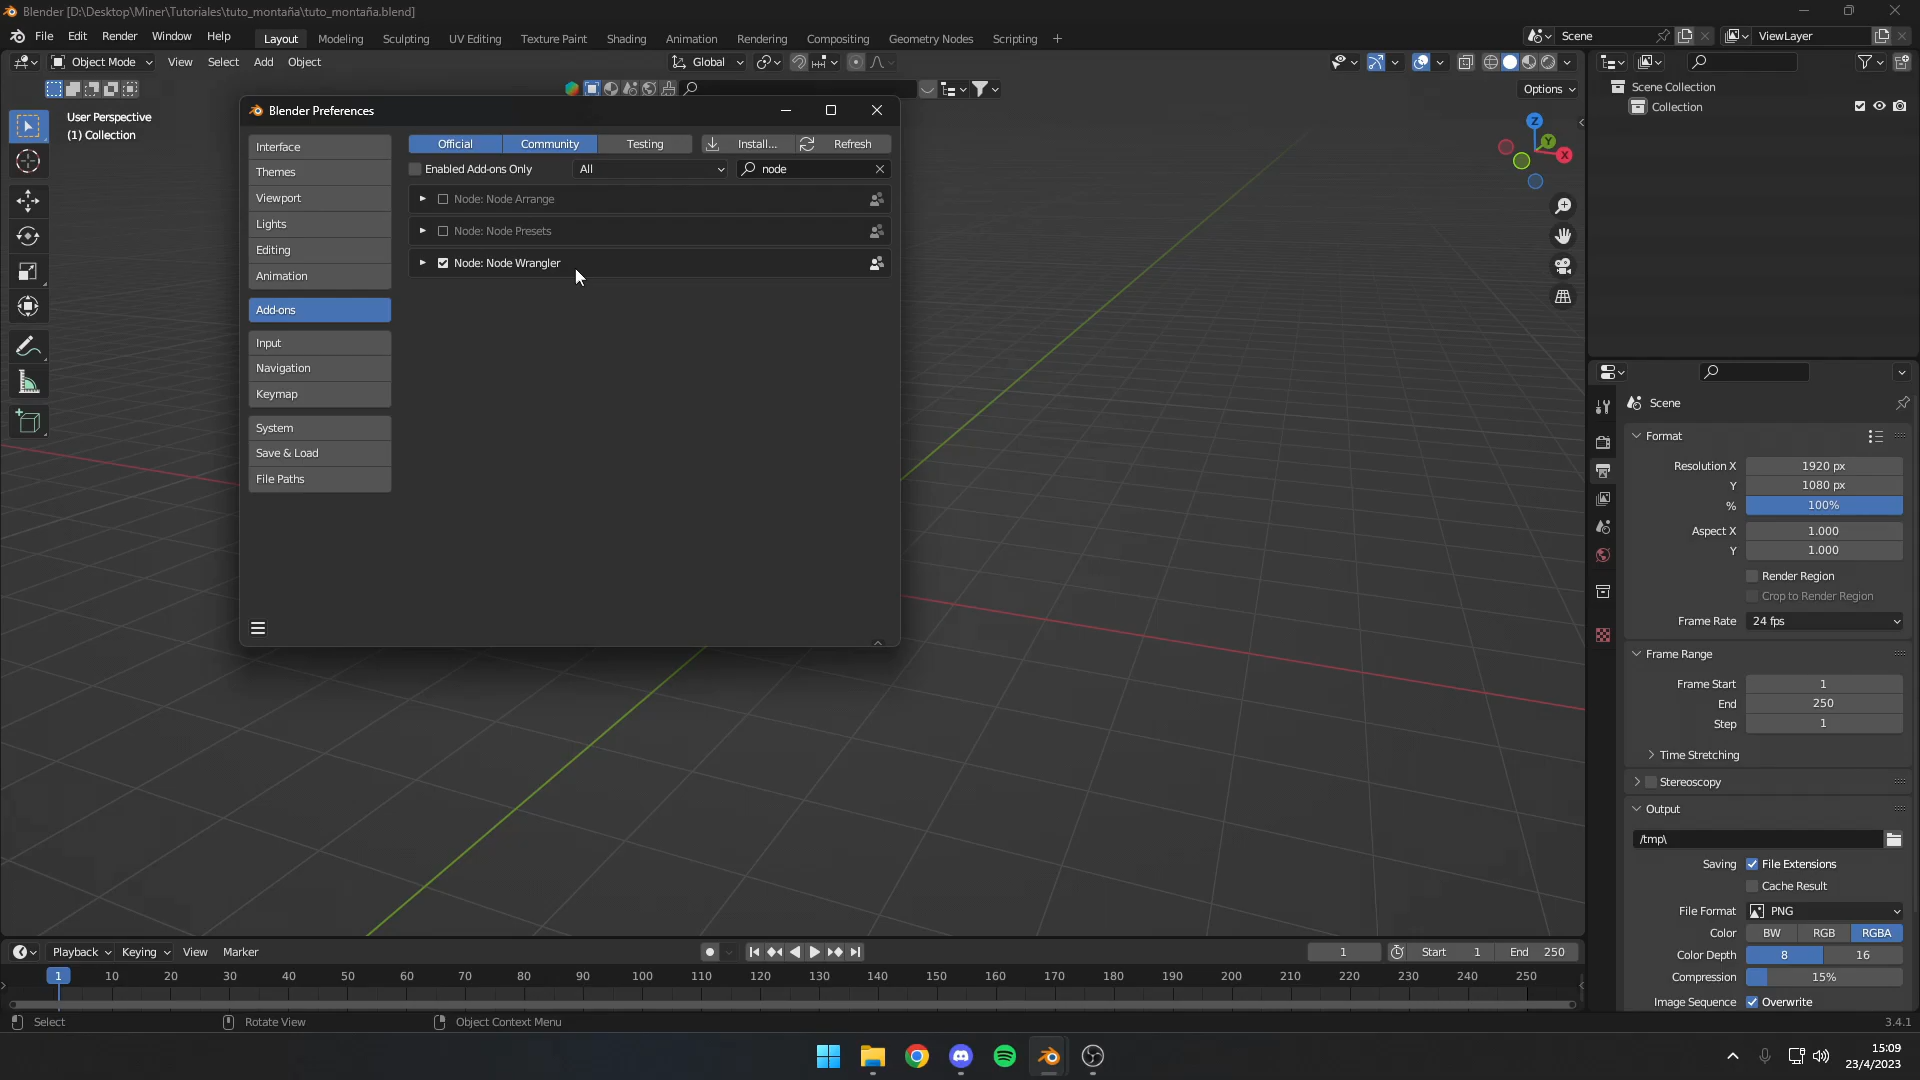 Blender [D:\Desktop\Miner\Tutoriales\tuto_montaña\tuto_montaña.blend]
File Edit Render Window Help Layout Modeling Sculpting UV Editing Texture Paint Shading Animation Rendering Compositing Geometry Nodes Scripting + Scene ViewLayer
Object Mode View Select Add Object Global
Options
User Perspective
(1) Collection
Scene Collection
Collection
Z
Y
X
Blender Preferences
Interface
Themes
Viewport
Lights
Editing
Animation
Add-ons
Input
Navigation
Keymap
System
Save & Load
File Paths
Official Community Testing Install... Refresh
Enabled Add-ons Only All node
Node: Node Arrange
Node: Node Presets
Node: Node Wrangler
Scene
Format
Resolution X 1920 px
Y 1080 px
% 100%
Aspect X 1.000
Y 1.000
Render Region
Crop to Render Region
Frame Rate 24 fps
Frame Range
Frame Start 1
End 250
Step 1
Time Stretching
Stereoscopy
Output
/tmp\
Saving File Extensions
Cache Result
File Format PNG
Color BW RGB RGBA
Color Depth 8 16
Compression 15%
Image Sequence Overwrite
Playback Keying View Marker 1 Start 1 End 250
1 10 20 30 40 50 60 70 80 90 100 110 120 130 140 150 160 170 180 190 200 210 220 230 240 250
Select Rotate View Object Context Menu 3.4.1
15:09
23/4/2023